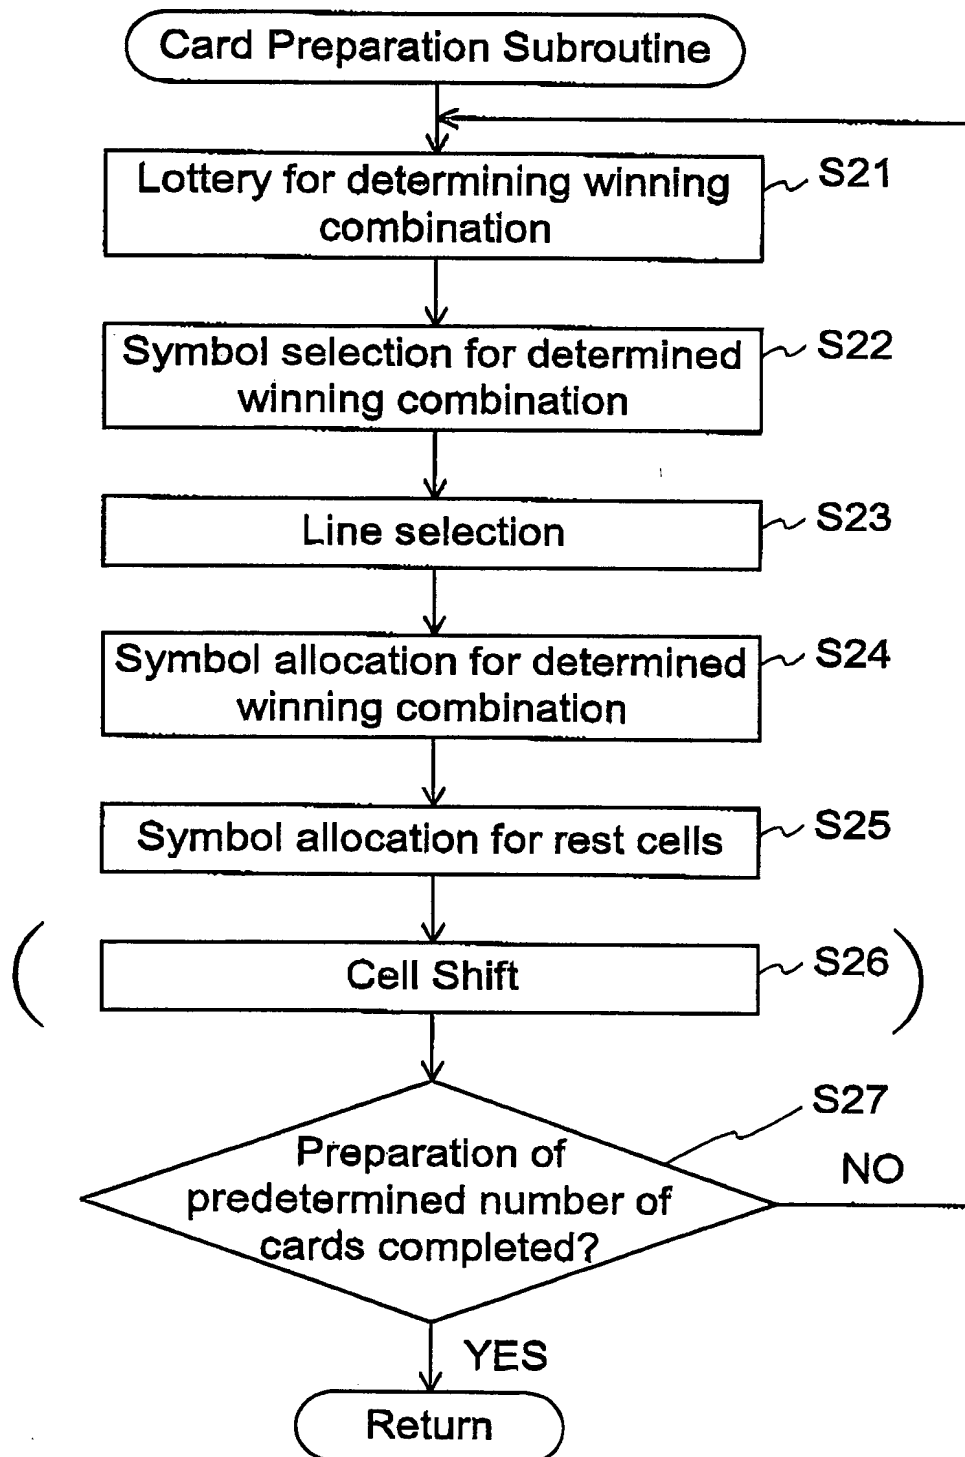 Card Preparation Subroutine
Lottery for determining winning
combination
S21
Symbol selection for determined
winning combination
S22
Line selection
S23
Symbol allocation for determined
winning combination
S24
Symbol allocation for rest cells
S25
Cell Shift
S26
Preparation of
predetermined number of
cards completed?
S27
NO
YES
Return